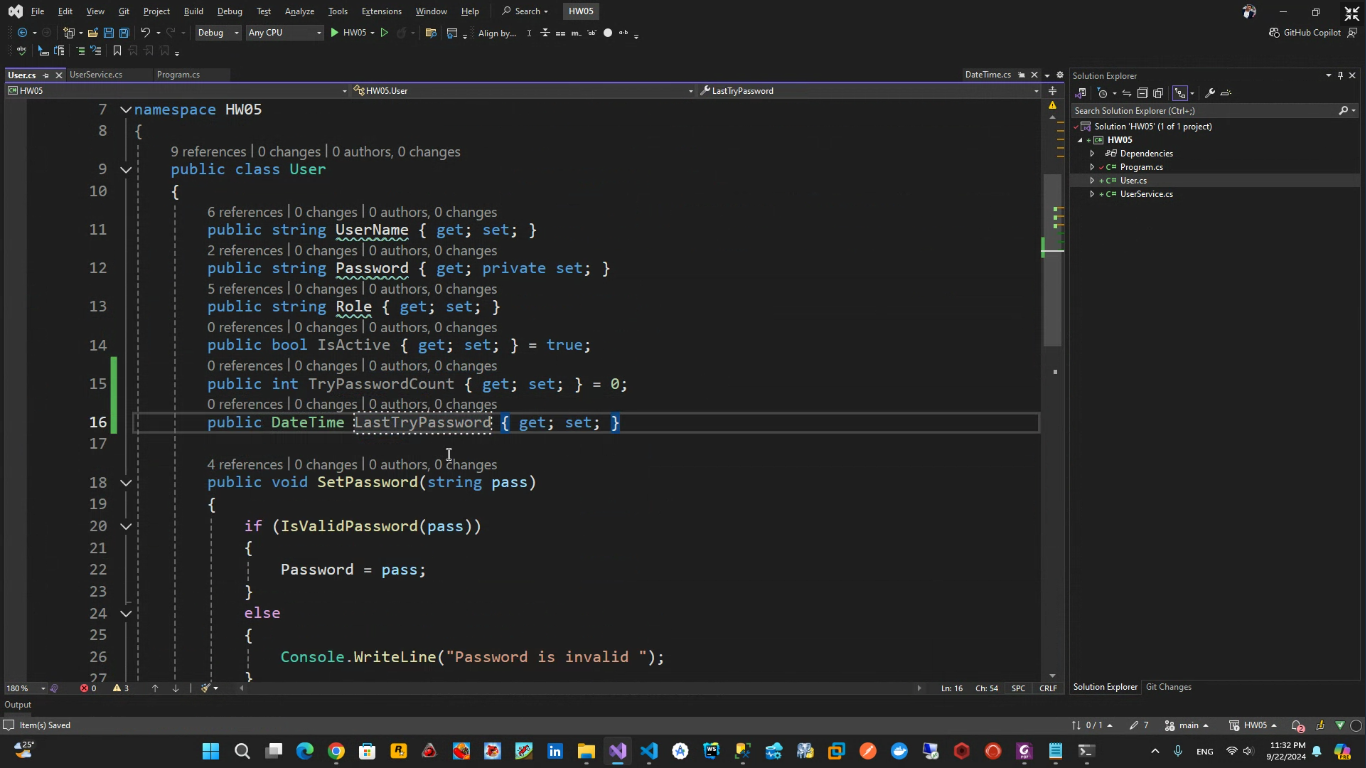 File Edit View Git Project Build Debug Test Analyze Tools Extensions Window Help Search HW05
Debug Any CPU HW05 Align by... GitHub Copilot
User.cs UserService.cs Program.cs DateTime.cs
HW05 HW05.User LastTryPassword
7 namespace HW05
8 {
9 references | 0 changes | 0 authors, 0 changes
9 public class User
10 {
6 references | 0 changes | 0 authors, 0 changes
11 public string UserName { get; set; }
2 references | 0 changes | 0 authors, 0 changes
12 public string Password { get; private set; }
5 references | 0 changes | 0 authors, 0 changes
13 public string Role { get; set; }
0 references | 0 changes | 0 authors, 0 changes
14 public bool IsActive { get; set; } = true;
0 references | 0 changes | 0 authors, 0 changes
15 public int TryPasswordCount { get; set; } = 0;
0 references | 0 changes | 0 authors, 0 changes
16 public DateTime LastTryPassword { get; set; }
17
4 references | 0 changes | 0 authors, 0 changes
18 public void SetPassword(string pass)
19 {
20 if (IsValidPassword(pass))
21 {
22 Password = pass;
23 }
24 else
25 {
26 Console.WriteLine("Password is invalid ");
27 }
180 % 0 3 Ln: 16 Ch: 54 SPC CRLF
Output
Item(s) Saved 0 / 1 7 main HW05
Solution Explorer
Search Solution Explorer (Ctrl+;)
Solution 'HW05' (1 of 1 project)
HW05
Dependencies
Program.cs
User.cs
UserService.cs
Solution Explorer Git Changes
25° ENG 11:32 PM
9/22/2024